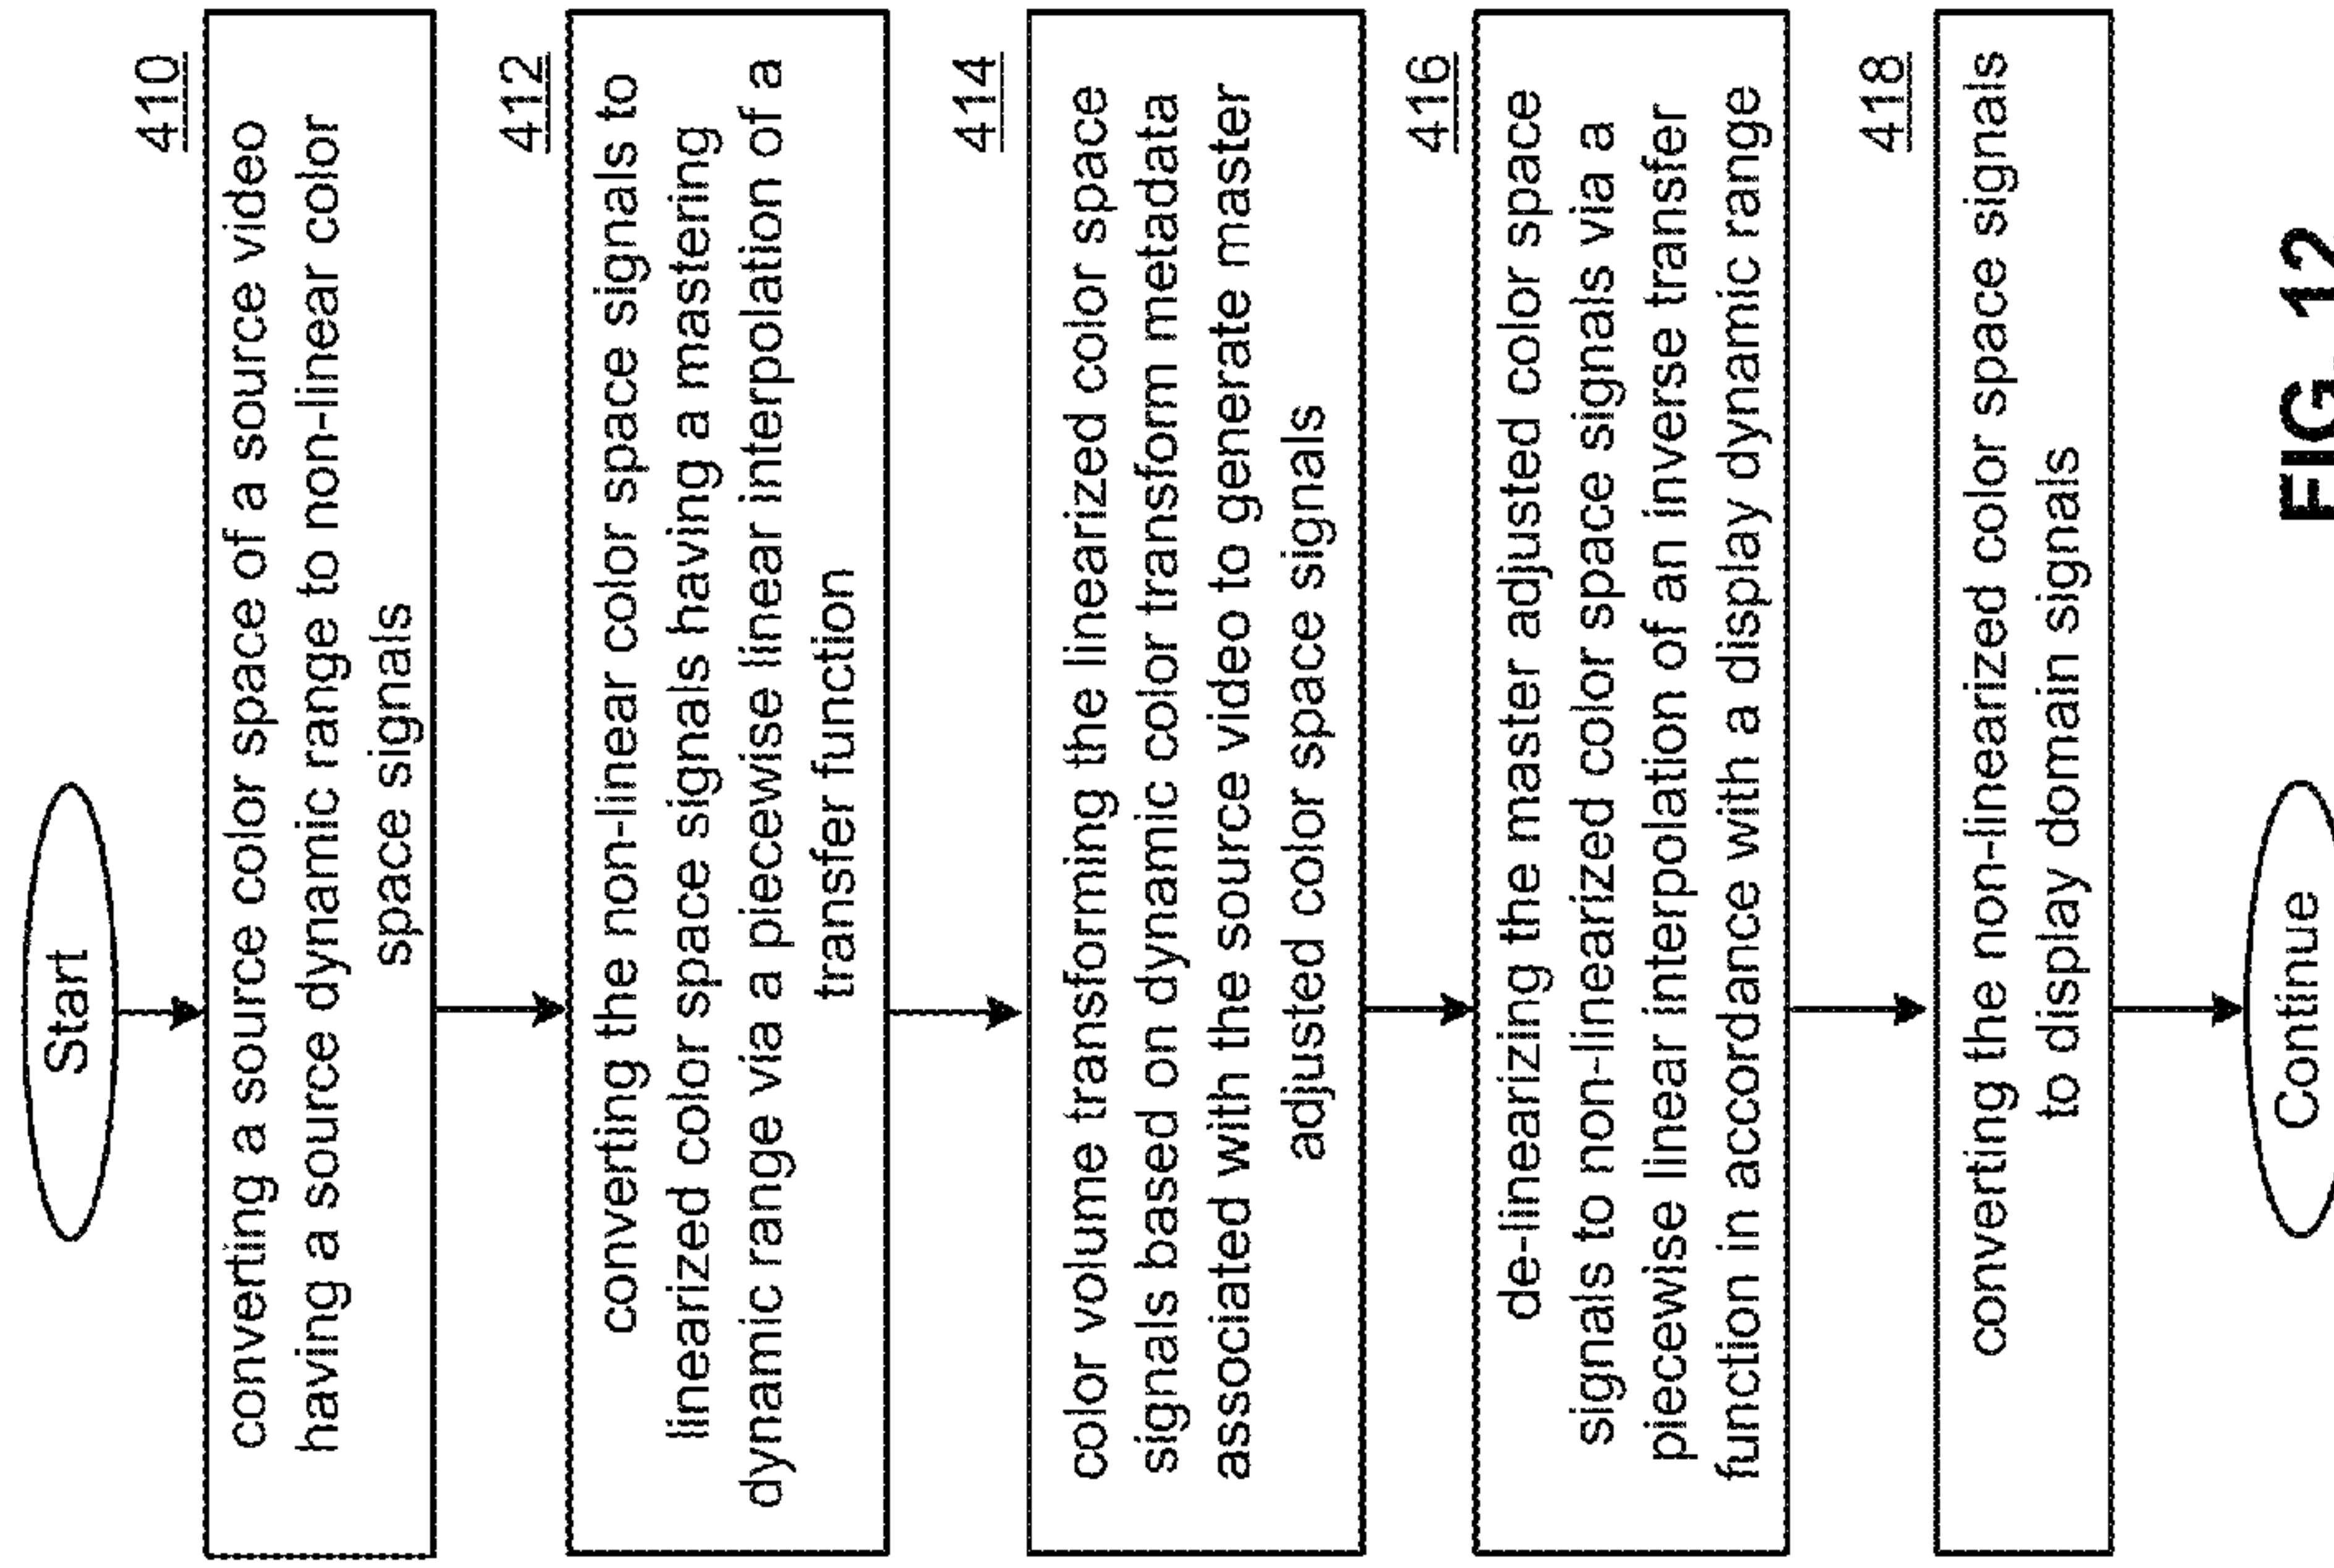 Start
410
converting a source color space of a source video
having a source dynamic range to non-linear color
space signals
412
converting the non-linear color space signals to
linearized color space signals having a mastering
dynamic range via a piecewise linear interpolation of a
transfer function
414
color volume transforming the linearized color space
signals based on dynamic color transform metadata
associated with the source video to generate master
adjusted color space signals
416
de-linearizing the master adjusted color space
signals to non-linearized color space signals via a
piecewise linear interpolation of an inverse transfer
function in accordance with a display dynamic range
418
converting the non-linearized color space signals
to display domain signals
Continue
FIG. 12